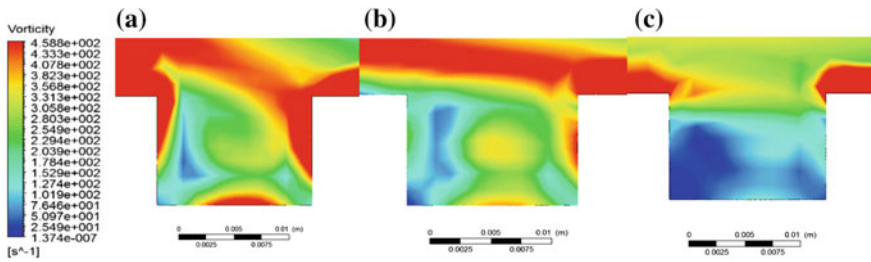 (a) (b) (c)
Vorticity
4.588e+002
4.333e+002
4.078e+002
3.823e+002
3.568e+002
3.313e+002
3.058e+002
2.803e+002
2.549e+002
2.294e+002
2.039e+002
1.784e+002
1.529e+002
1.274e+002
1.019e+002
7.646e+001
5.097e+001
2.549e+001
1.374e-007
[s^-1]
0 0.005 0.01 (m)
0.0025 0.0075
0 0.005 0.01 (m)
0.0025 0.0075
0 0.005 0.01 (m)
0.0025 0.0075